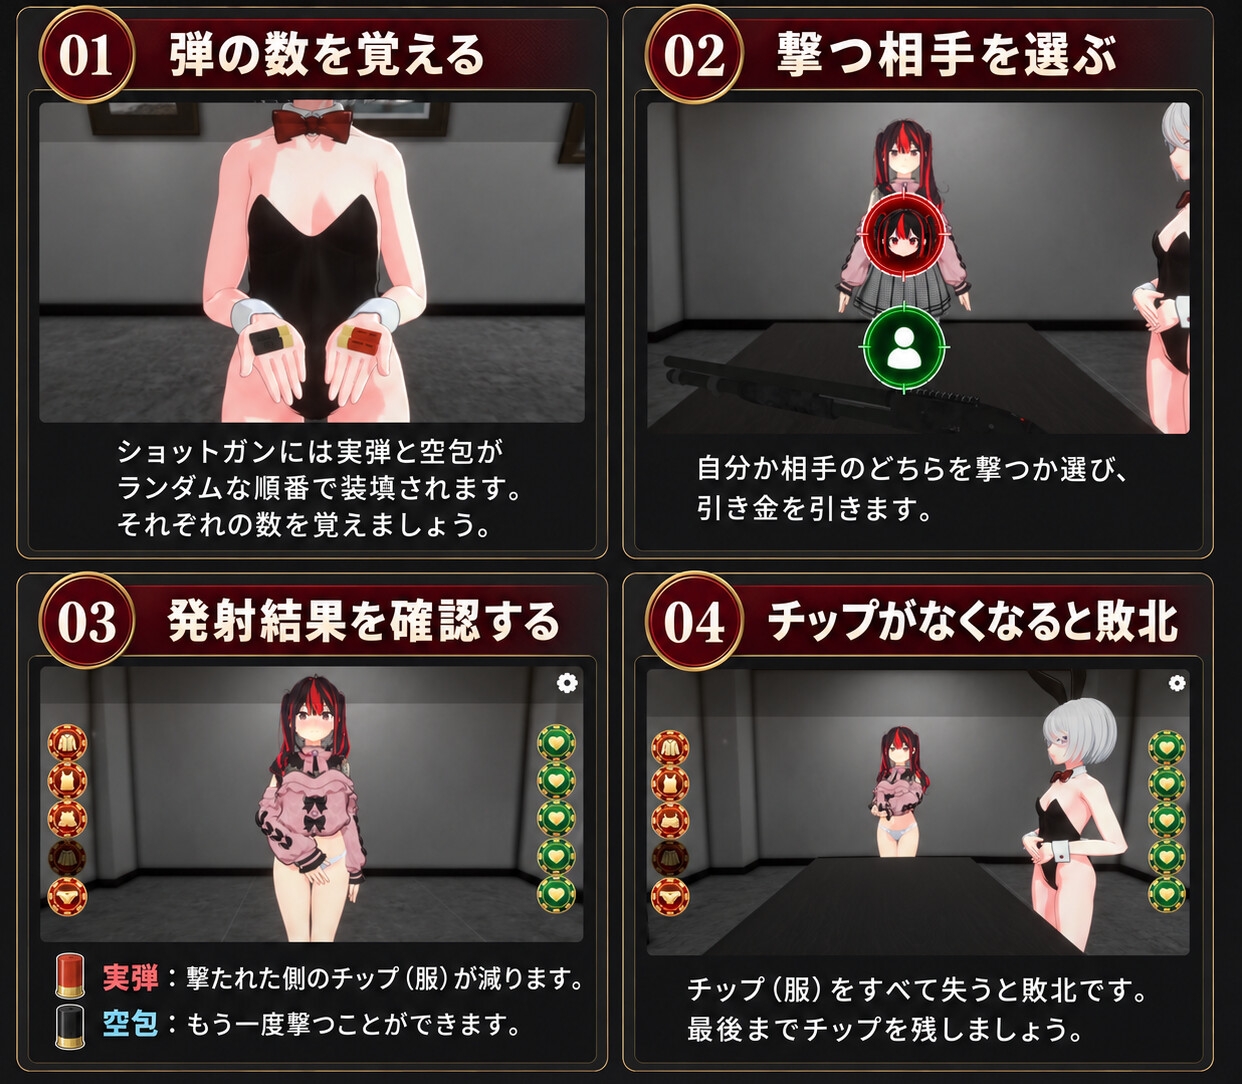 01 弾の数を覚える
ショットガンには実弾と空包が
ランダムな順番で装填されます。
それぞれの数を覚えましょう。
02 撃つ相手を選ぶ
自分か相手のどちらを撃つか選び、
引き金を引きます。
03 発射結果を確認する
実弾：撃たれた側のチップ（服）が減ります。
空包：もう一度撃つことができます。
04 チップがなくなると敗北
チップ（服）をすべて失うと敗北です。
最後までチップを残しましょう。